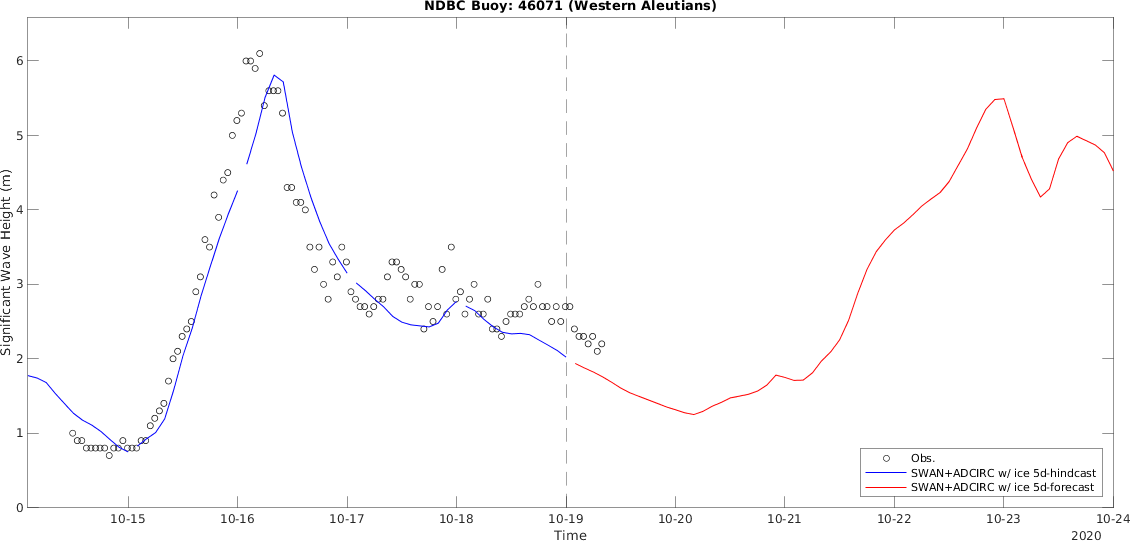 NDBC Buoy: 46071 (Western Aleutians)
Significant Wave Height (m)
6
5
4
3
2
1
0
Obs.
SWAN+ADCIRC w/ ice 5d-hindcast
SWAN+ADCIRC w/ ice 5d-forecast
10-15 10-16 10-17 10-18 10-19 10-20 10-21 10-22 10-23 10-24
Time 2020